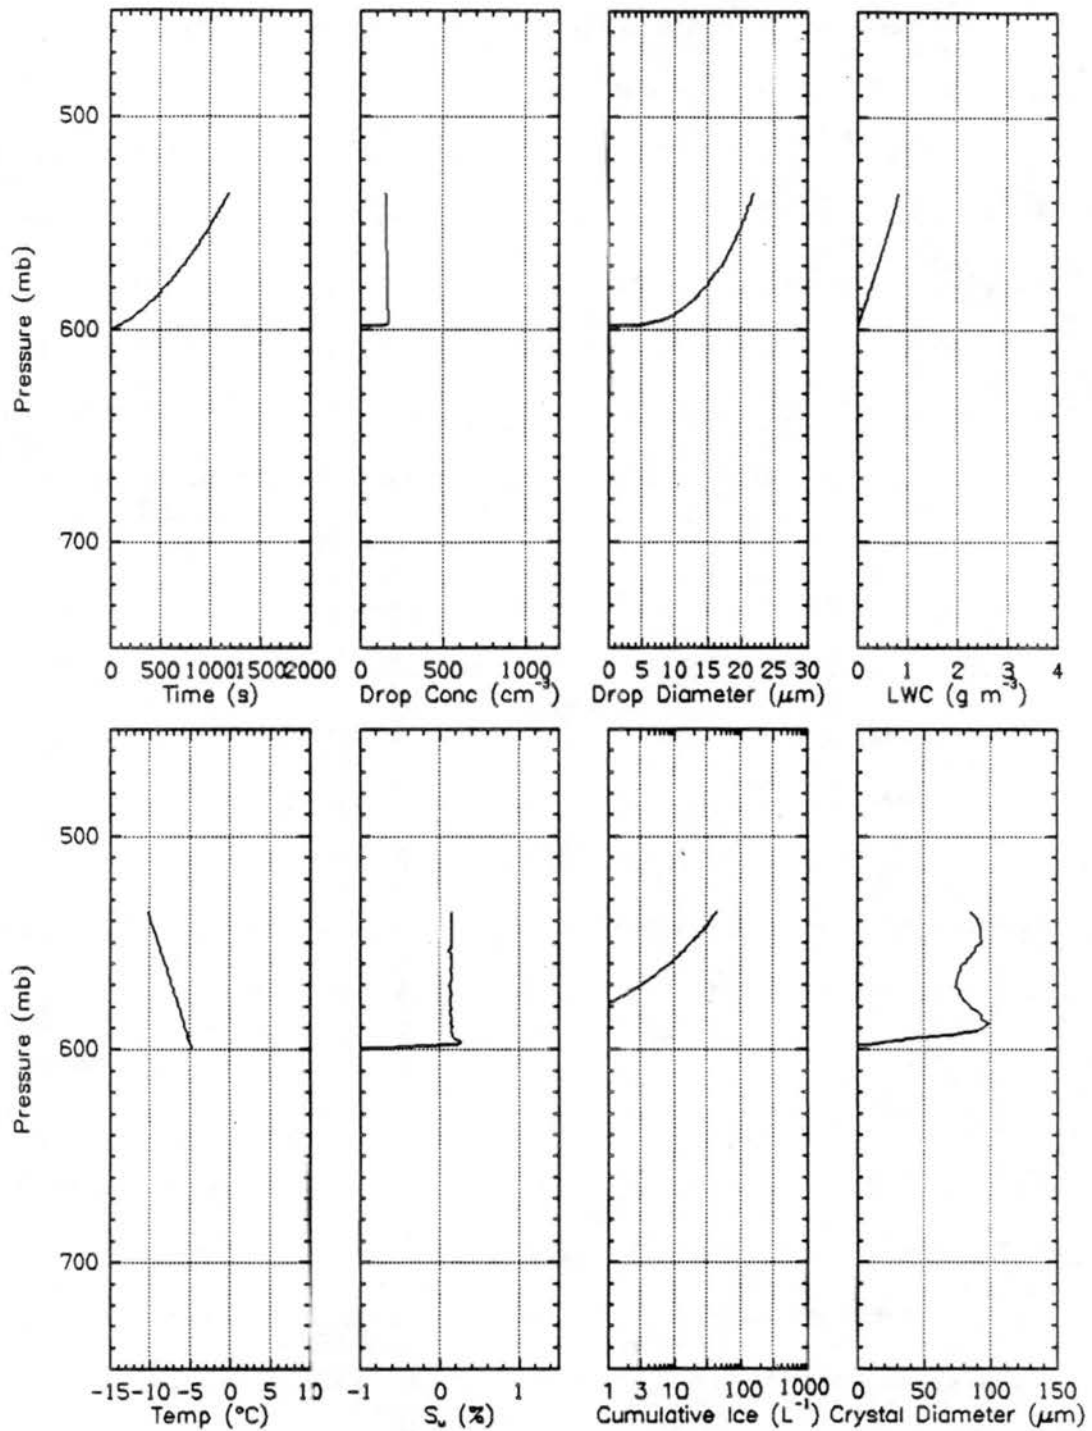 500
600
700
Pressure (mb)
0 500 1000 1500 2000 0 500 1000 0 5 10 15 20 25 30 0 1 2 3 4
Time (s) Drop Conc (cm⁻³) Drop Diameter (μm) LWC (g m⁻³)
500
600
700
Pressure (mb)
-15 -10 -5 0 5 10 -1 0 1 1 3 10 30 100 300 1000 0 50 100 150
Temp (°C) Sw (%) Cumulative Ice (L⁻¹) Crystal Diameter (μm)